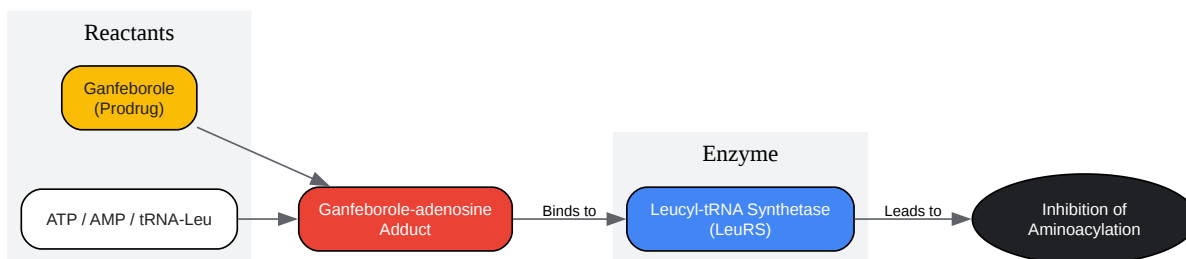 Reactants
Ganfeborole
(Prodrug)
ATP / AMP / tRNA-Leu
Ganfeborole-adenosine
Adduct
Binds to
Enzyme
Leucyl-tRNA Synthetase
(LeuRS)
Leads to
Inhibition of
Aminoacylation